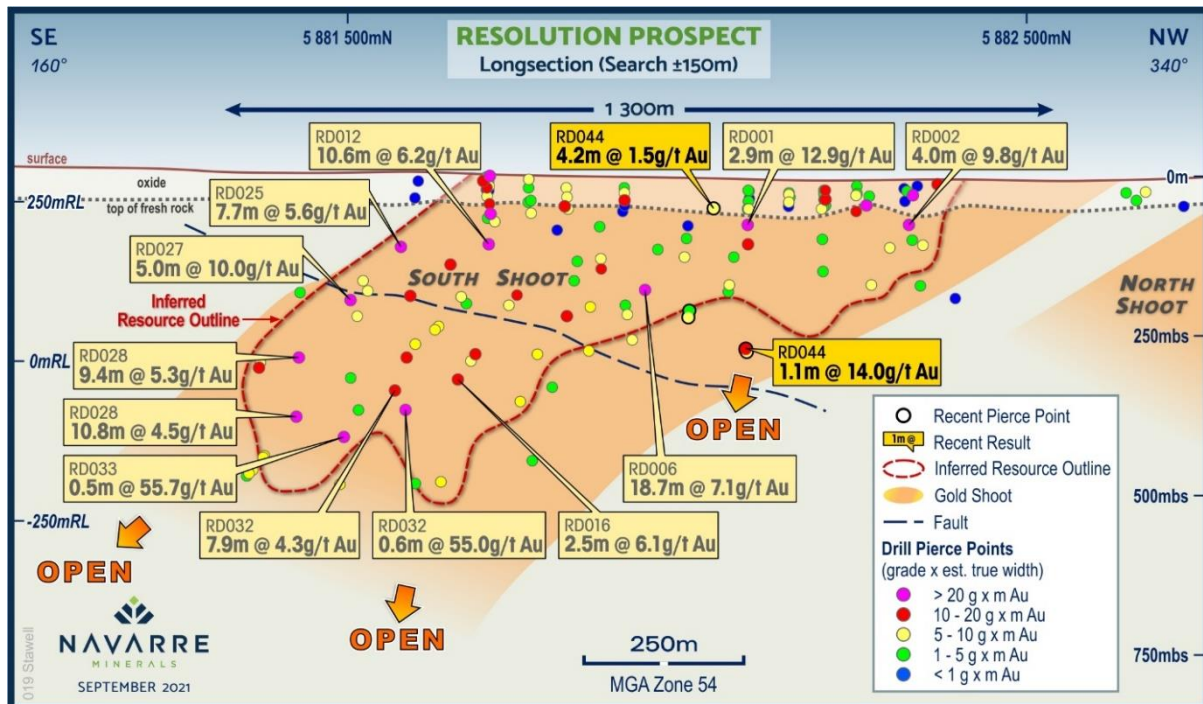 SE
160°
5 881 500mN
RESOLUTION PROSPECT
Longsection (Search ±150m)
5 882 500mN
NW
340°
1 300m
RD012
10.6m @ 6.2g/t Au
RD044
4.2m @ 1.5g/t Au
RD001
2.9m @ 12.9g/t Au
RD002
4.0m @ 9.8g/t Au
surface
oxide
250mRL
top of fresh rock
0m
RD025
7.7m @ 5.6g/t Au
RD027
5.0m @ 10.0g/t Au
SOUTH SHOOT
NORTH
SHOOT
Inferred
Resource Outline
250mbs
0mRL
RD028
9.4m @ 5.3g/t Au
RD044
1.1m @ 14.0g/t Au
RD028
10.8m @ 4.5g/t Au
OPEN
RD033
0.5m @ 55.7g/t Au
RD006
18.7m @ 7.1g/t Au
500mbs
-250mRL
RD032
7.9m @ 4.3g/t Au
RD032
0.6m @ 55.0g/t Au
RD016
2.5m @ 6.1g/t Au
OPEN
OPEN
Recent Pierce Point
1m @
Recent Result
Inferred Resource Outline
Gold Shoot
Fault
Drill Pierce Points
(grade x est. true width)
> 20 g x m Au
10 - 20 g x m Au
5 - 10 g x m Au
1 - 5 g x m Au
< 1 g x m Au
750mbs
250m
MGA Zone 54
NAVARRE
MINERALS
SEPTEMBER 2021
019 Stawell